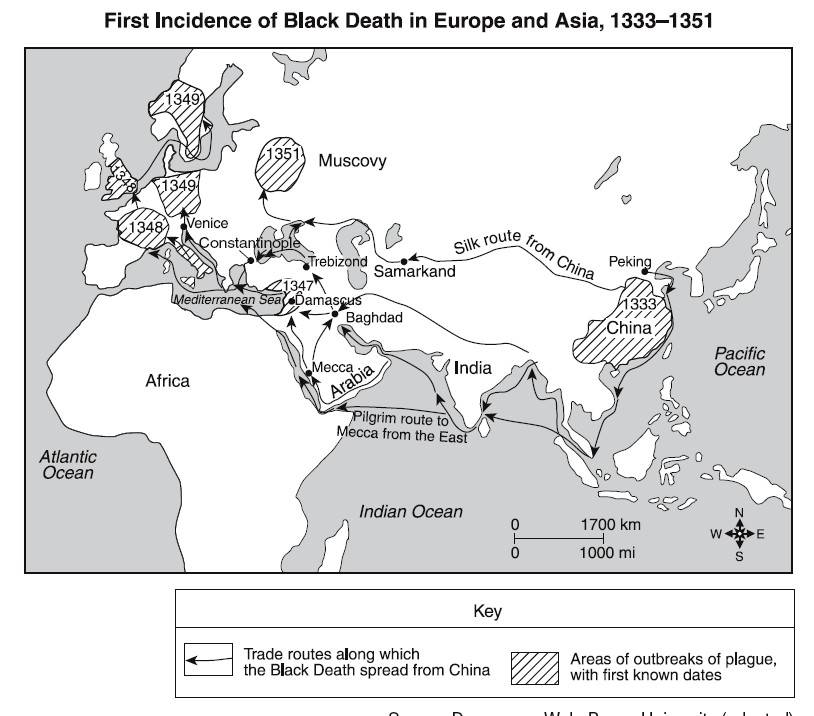 First Incidence of Black Death in Europe and Asia, 1333–1351
1349
1351
Muscovy
1349
1348
Venice
Constantinople
Trebizond
Silk route from China
Samarkand
Peking
1347
Mediterranean Sea
Damascus
Baghdad
1333
China
Pacific
Ocean
Mecca
Arabia
India
Africa
Pilgrim route to
Mecca from the East
Atlantic
Ocean
Indian Ocean
0 1700 km
0 1000 mi
N
W E
S
Key
Trade routes along which
the Black Death spread from China
Areas of outbreaks of plague,
with first known dates